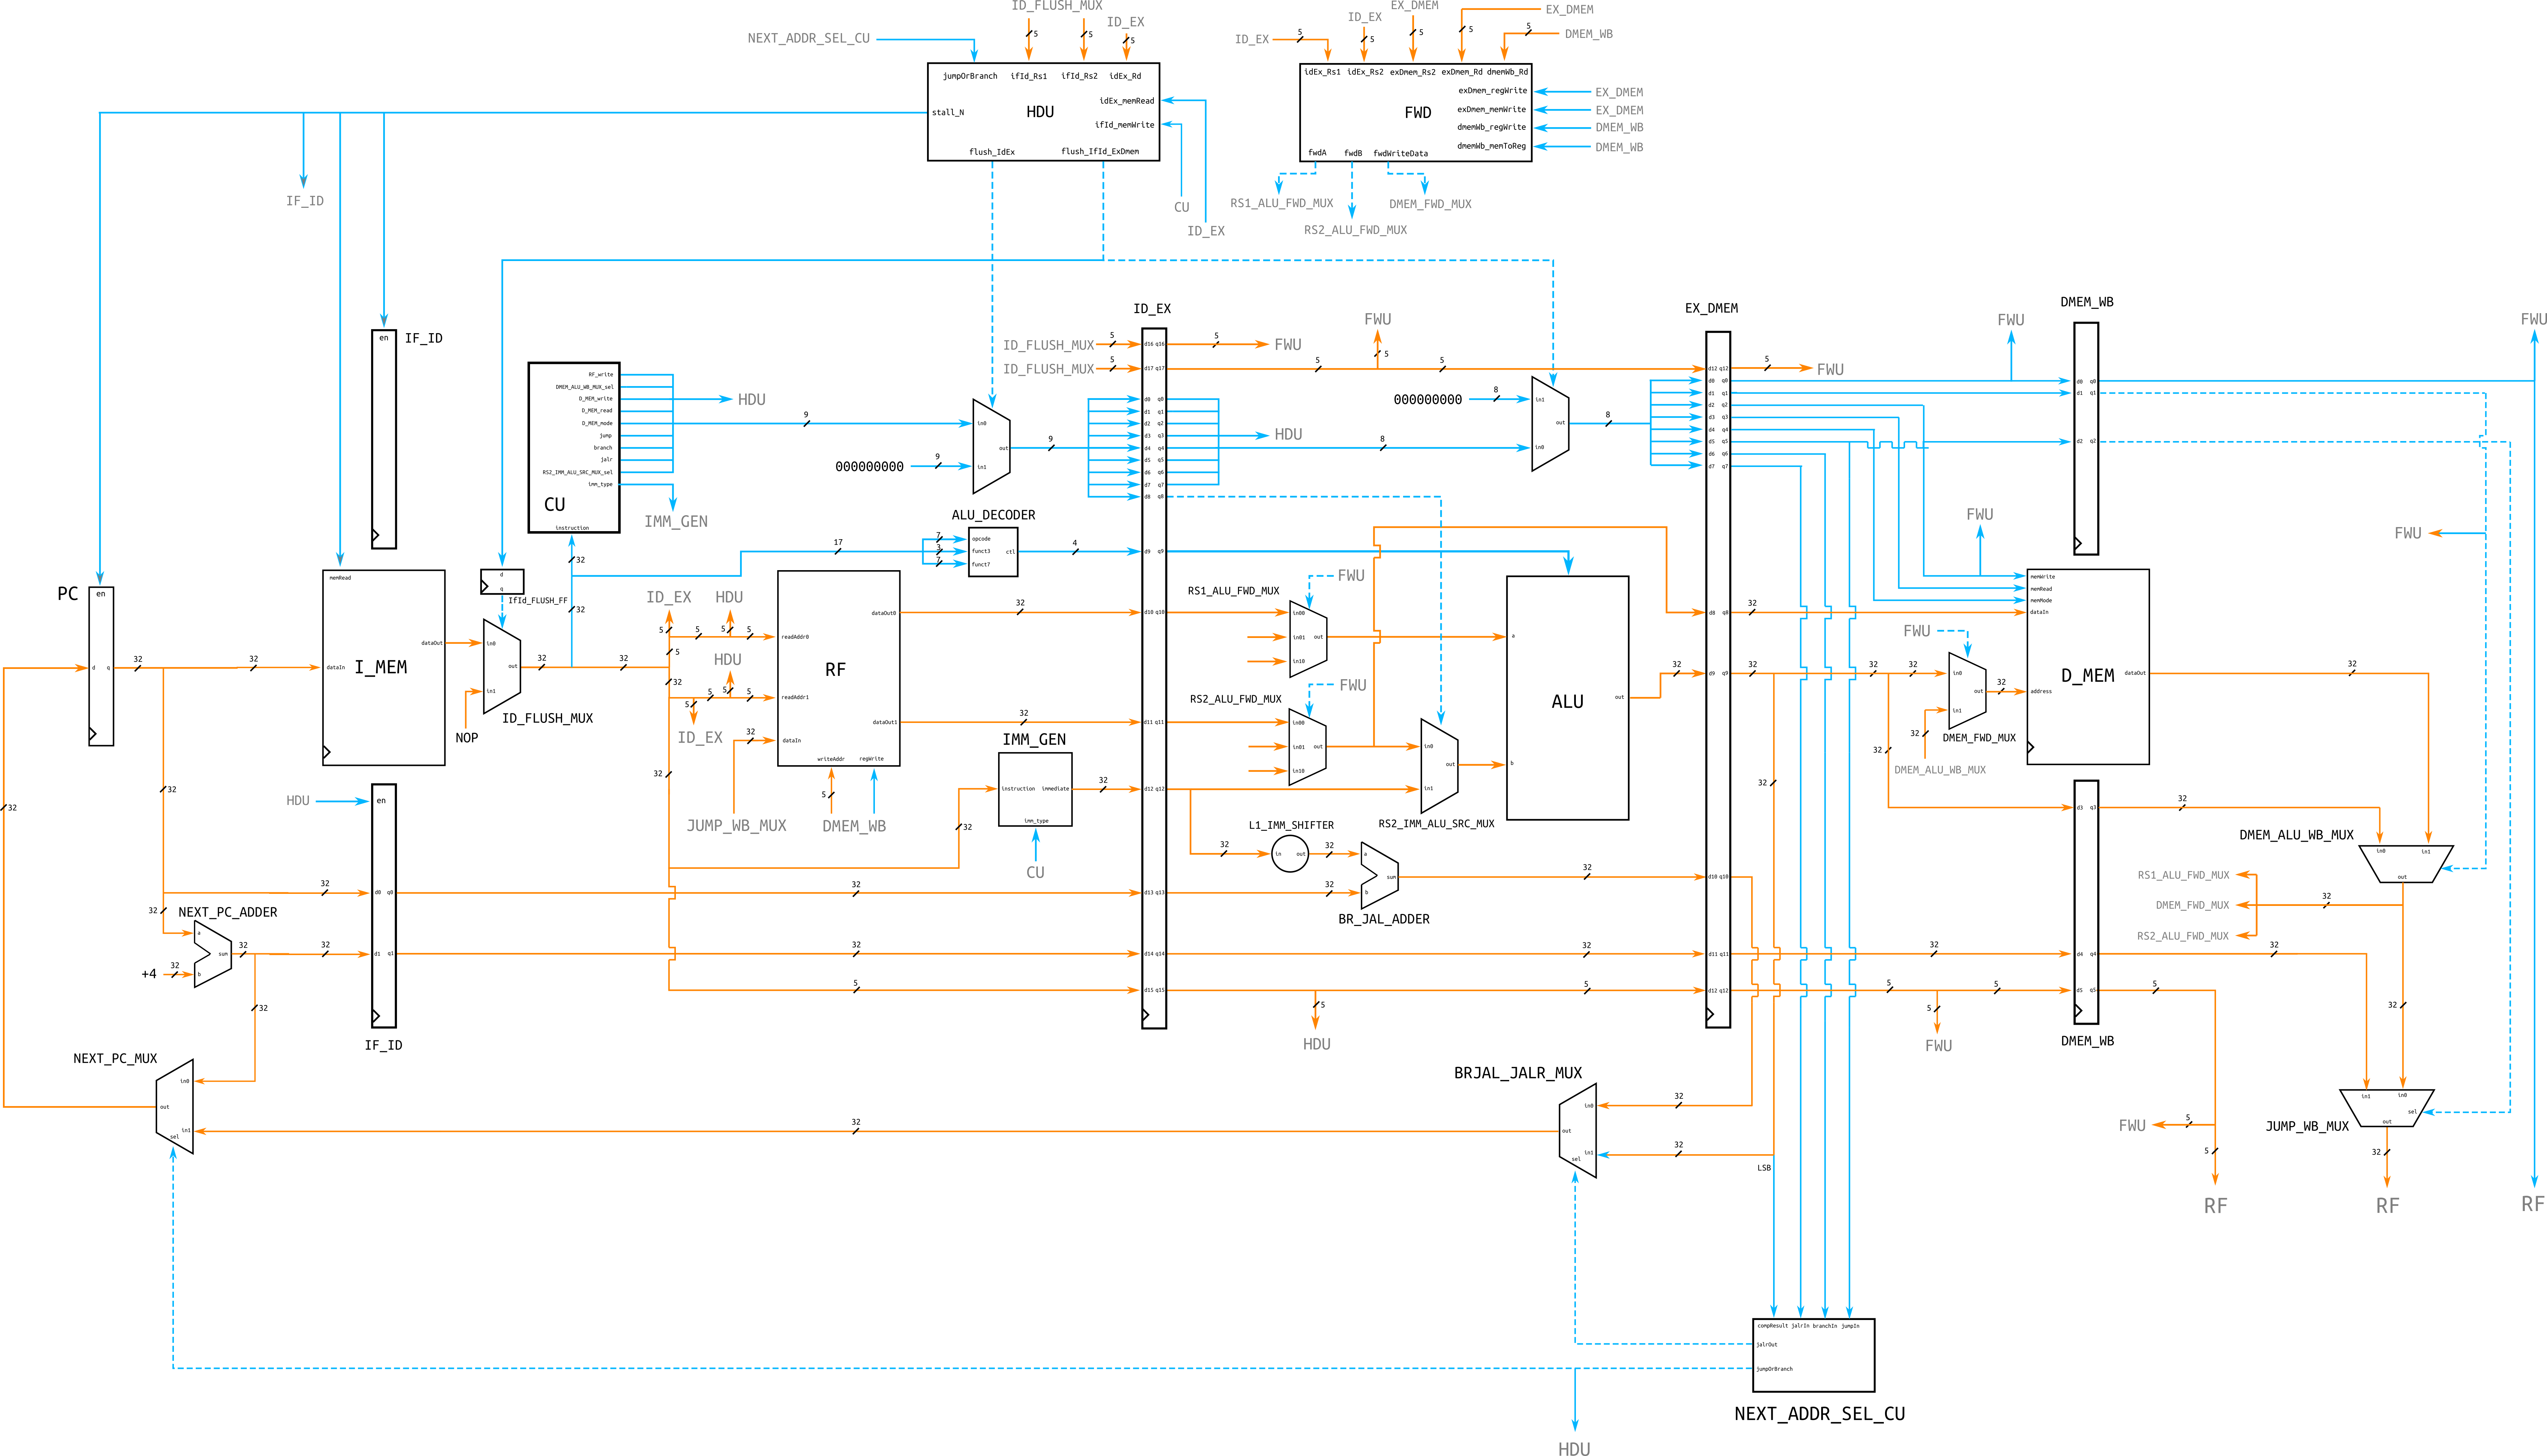 ID_FLUSH_MUX
ID_EX
NEXT_ADDR_SEL_CU
5
5
5
jumpOrBranch ifId_Rs1 ifId_Rs2 idEx_Rd
HDU
stall_N
idEx_memRead
ifId_memWrite
flush_IdEx
flush_IfId_ExDmem
CU
ID_EX
IF_ID
EX_DMEM
EX_DMEM
ID_EX
ID_EX
DMEM_WB
5
5
5
5
5
idEx_Rs1 idEx_Rs2 exDmem_Rs2 exDmem_Rd dmemWb_Rd
FWD
exDmem_regWrite
exDmem_memWrite
dmemWb_regWrite
dmemWb_memToReg
EX_DMEM
EX_DMEM
DMEM_WB
DMEM_WB
fwdA
fwdB
fwdWriteData
RS1_ALU_FWD_MUX
DMEM_FWD_MUX
RS2_ALU_FWD_MUX
IF_ID
en
RF_write
DMEM_ALU_WB_MUX_sel
D_MEM_write
D_MEM_read
D_MEM_mode
jump
branch
jalr
RS2_IMM_ALU_SRC_MUX_sel
imm_type
CU
instruction
HDU
IMM_GEN
32
32
9
000000000
9
in0
in1
out
9
ID_EX
ID_FLUSH_MUX
5
ID_FLUSH_MUX
5
d16 q16
d17 q17
d0 q0
d1 q1
d2 q2
d3 q3
d4 q4
d5 q5
d6 q6
d7 q7
d8 q8
d9 q9
d10 q10
d11 q11
d12 q12
d13 q13
d14 q14
d15 q15
5
FWU
5
FWU
5
5
HDU
8
000000000
8
in1
in0
out
8
EX_DMEM
d12 q12
d0 q0
d1 q1
d2 q2
d3 q3
d4 q4
d5 q5
d6 q6
d7 q7
d8 q8
d9 q9
d10 q10
d11 q11
d12 q12
5
FWU
DMEM_WB
FWU
d0 q0
d1 q1
d2 q2
FWU
FWU
FWU
PC
en
d q
32
32
memRead
dataIn
dataOut
I_MEM
d
q
IfId_FLUSH_FF
in0
in1
out
NOP
ID_FLUSH_MUX
32
32
17
ALU_DECODER
7
3
7
opcode
funct3
funct7
ctl
4
ID_EX
HDU
5
5
5
5
5
HDU
32
5
5
5
5
ID_EX
32
readAddr0
readAddr1
dataIn
dataOut0
dataOut1
RF
writeAddr
regWrite
JUMP_WB_MUX
5
DMEM_WB
32
32
32
32
IMM_GEN
instruction
immediate
imm_type
32
CU
RS1_ALU_FWD_MUX
FWU
in00
in01
in10
out
RS2_ALU_FWD_MUX
FWU
in00
in01
in10
out
in0
in1
out
RS2_IMM_ALU_SRC_MUX
ALU
a
b
out
32
L1_IMM_SHIFTER
32
in out
32
32
a
b
sum
BR_JAL_ADDER
32
32
32
32
32
32
32
FWU
FWU
in0
in1
out
32
32
DMEM_FWD_MUX
DMEM_ALU_WB_MUX
memWrite
memRead
memMode
dataIn
address
dataOut
D_MEM
32
32
32
HDU
en
d0 q0
d1 q1
IF_ID
32
32
32
32
32
NEXT_PC_ADDER
a
b
sum
+4
32
32
32
32
32
5
5
HDU
5
32
32
5
5
5
FWU
d3 q3
d4 q4
d5 q5
DMEM_WB
32
32
5
DMEM_ALU_WB_MUX
in0
in1
out
RS1_ALU_FWD_MUX
DMEM_FWD_MUX
RS2_ALU_FWD_MUX
32
32
NEXT_PC_MUX
in0
in1
out
sel
32
BRJAL_JALR_MUX
in0
in1
out
sel
32
32
LSB
FWU
5
5
RF
in1
in0
sel
out
JUMP_WB_MUX
32
RF
RF
compResult jalrIn branchIn jumpIn
jalrOut
jumpOrBranch
NEXT_ADDR_SEL_CU
HDU